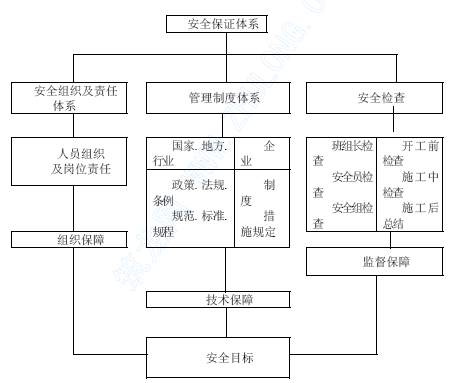 安全保证体系
安全组织及责任
体系
管理制度体系
安全检查
人员组织
及岗位责任
国家.地方.
行业
政策.法规.
条例
规范.标准.
规程
企
业
制
度
措
施规定
班组长检
查
安全员检
查
安全组检
查
开工前
检查
施工中
检查
施工后
总结
组织保障
监督保障
技术保障
安全目标